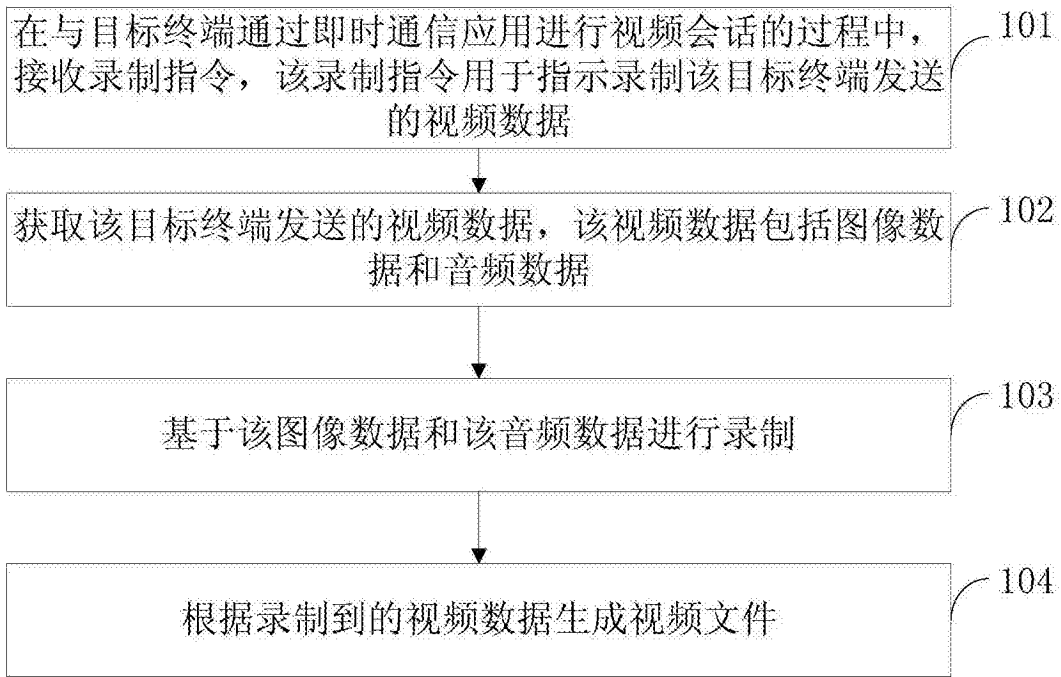 在与目标终端通过即时通信应用进行视频会话的过程中，
接收录制指令，该录制指令用于指示录制该目标终端发送
的视频数据
101
获取该目标终端发送的视频数据，该视频数据包括图像数
据和音频数据
102
基于该图像数据和该音频数据进行录制
103
根据录制到的视频数据生成视频文件
104